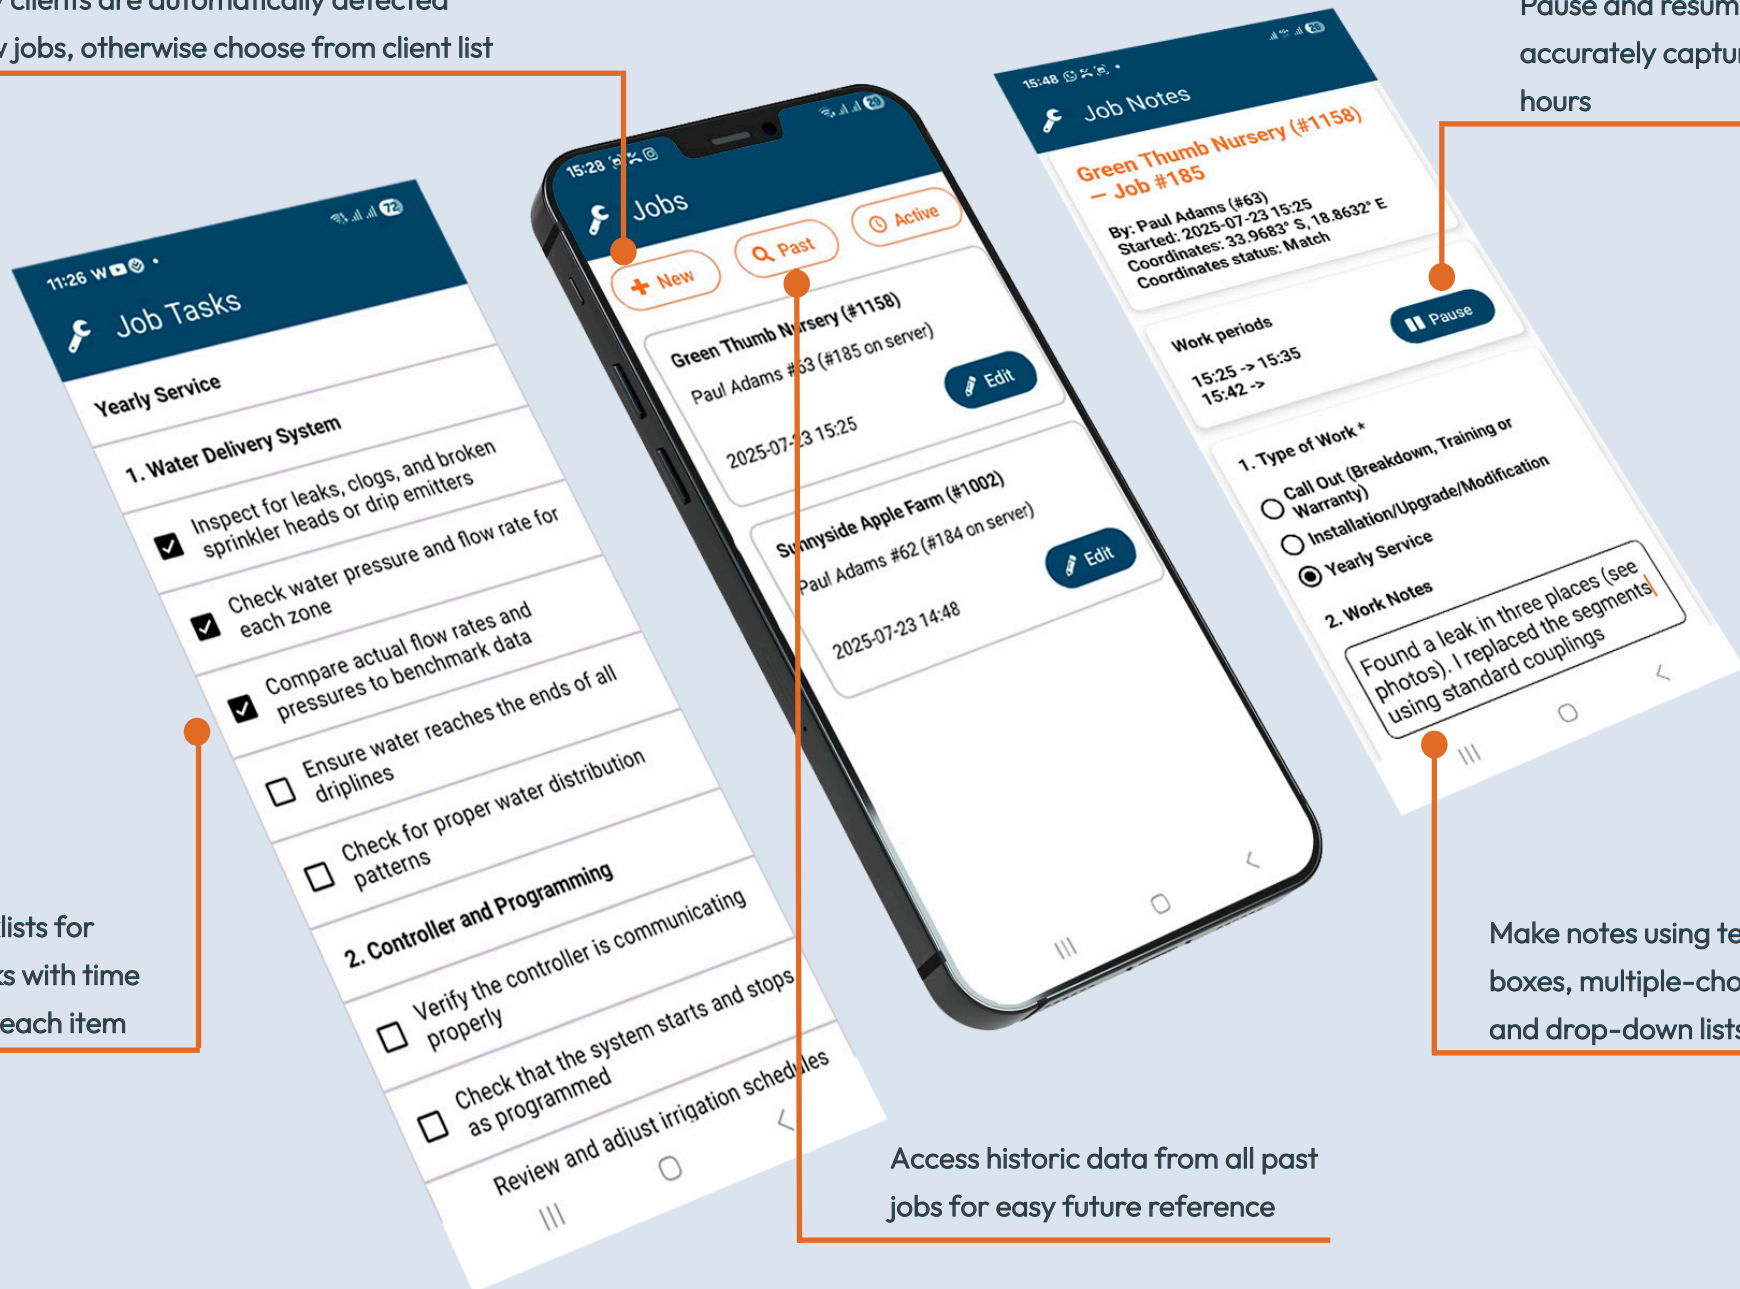 clients are automatically detected
jobs, otherwise choose from client list
Pause and resum
accurately captur
hours
11:26
72
Job Tasks
Yearly Service
1. Water Delivery System
Inspect for leaks, clogs, and broken
sprinkler heads or drip emitters
Check water pressure and flow rate for
each zone
Compare actual flow rates and
pressures to benchmark data
Ensure water reaches the ends of all
driplines
Check for proper water distribution
patterns
2. Controller and Programming
Verify the controller is communicating
properly
Check that the system starts and stops
as programmed
Review and adjust irrigation schedules
15:28
29
Jobs
New
Past
Active
Green Thumb Nursery (#1158)
Paul Adams #63 (#185 on server)
2025-07-23 15:25
Edit
Sunnyside Apple Farm (#1002)
Paul Adams #62 (#184 on server)
2025-07-23 14:48
Edit
15:48
Job Notes
Green Thumb Nursery (#1158)
– Job #185
By: Paul Adams (#63)
Started: 2025-07-23 15:25
Coordinates: 33.9683° S, 18.8632° E
Coordinates status: Match
Work periods
15:25 -> 15:35
15:42 ->
Pause
1. Type of Work *
Call Out (Breakdown, Training or
Warranty)
Installation/Upgrade/Modification
Yearly Service
2. Work Notes
Found a leak in three places (see
photos). I replaced the segments
using standard couplings
lists for
ks with time
each item
Access historic data from all past
jobs for easy future reference
Make notes using te
boxes, multiple-cho
and drop-down lists